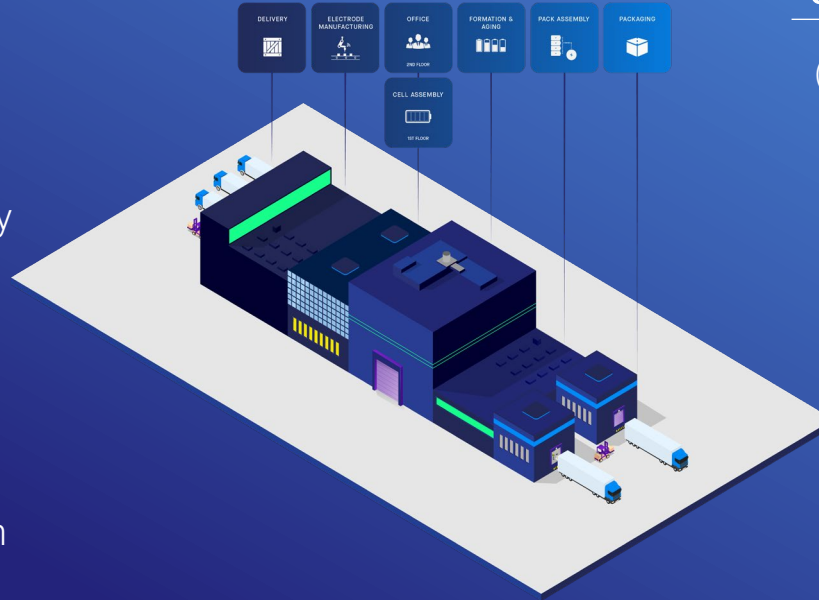 DELIVERY
ELECTRODE
MANUFACTURING
OFFICE
2ND FLOOR
FORMATION &
AGING
PACK ASSEMBLY
PACKAGING
CELL ASSEMBLY
1ST FLOOR